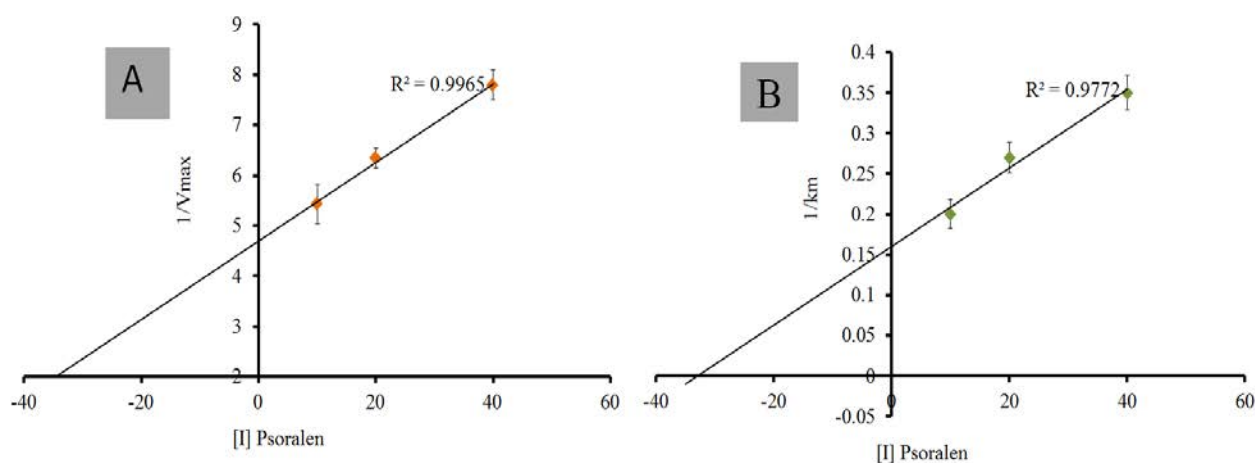 A
9
8
7
6
5
4
3
2
1/Vmax
R² = 0.9965
-40 -20 0 20 40 60
[I] Psoralen
B
0.4
0.35
0.3
0.25
0.2
0.15
0.1
0.05
0
-0.05
1/km
R² = 0.9772
-40 -20 0 20 40 60
[I] Psoralen